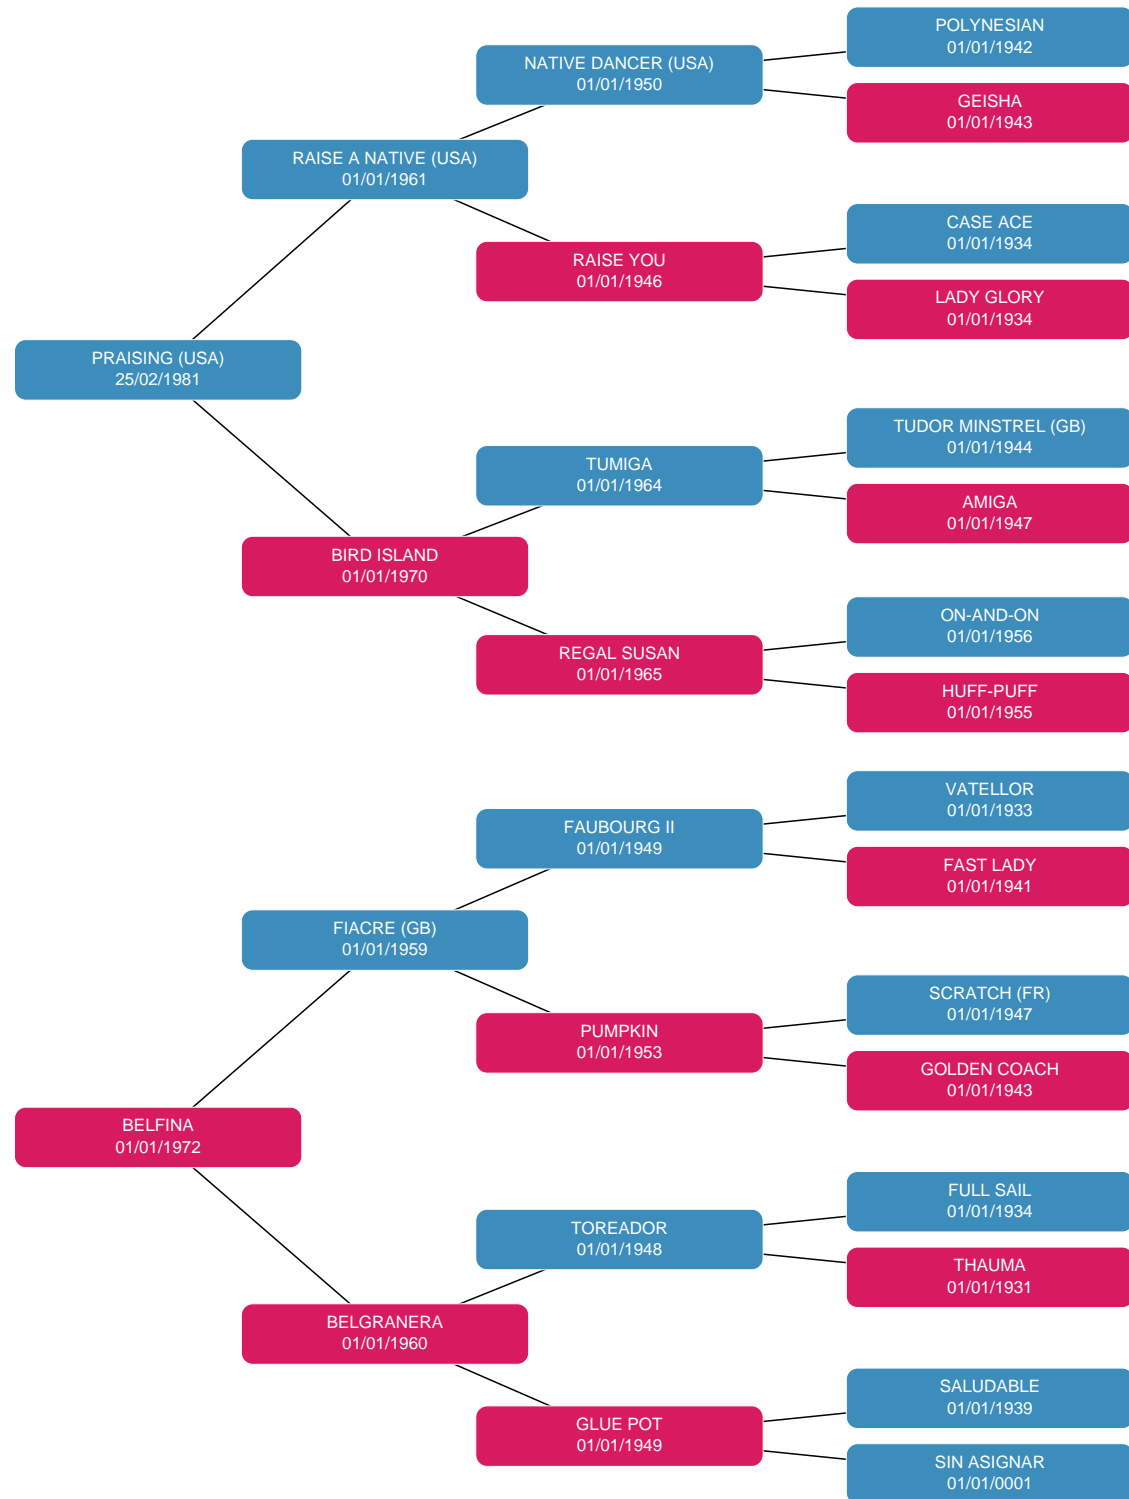 POLYNESIAN
01/01/1942
NATIVE DANCER (USA)
01/01/1950
GEISHA
01/01/1943
RAISE A NATIVE (USA)
01/01/1961
CASE ACE
01/01/1934
RAISE YOU
01/01/1946
LADY GLORY
01/01/1934
PRAISING (USA)
25/02/1981
TUDOR MINSTREL (GB)
01/01/1944
TUMIGA
01/01/1964
AMIGA
01/01/1947
BIRD ISLAND
01/01/1970
ON-AND-ON
01/01/1956
REGAL SUSAN
01/01/1965
HUFF-PUFF
01/01/1955
VATELLOR
01/01/1933
FAUBOURG II
01/01/1949
FAST LADY
01/01/1941
FIACRE (GB)
01/01/1959
SCRATCH (FR)
01/01/1947
PUMPKIN
01/01/1953
GOLDEN COACH
01/01/1943
BELFINA
01/01/1972
FULL SAIL
01/01/1934
TOREADOR
01/01/1948
THAUMA
01/01/1931
BELGRANERA
01/01/1960
SALUDABLE
01/01/1939
GLUE POT
01/01/1949
SIN ASIGNAR
01/01/0001